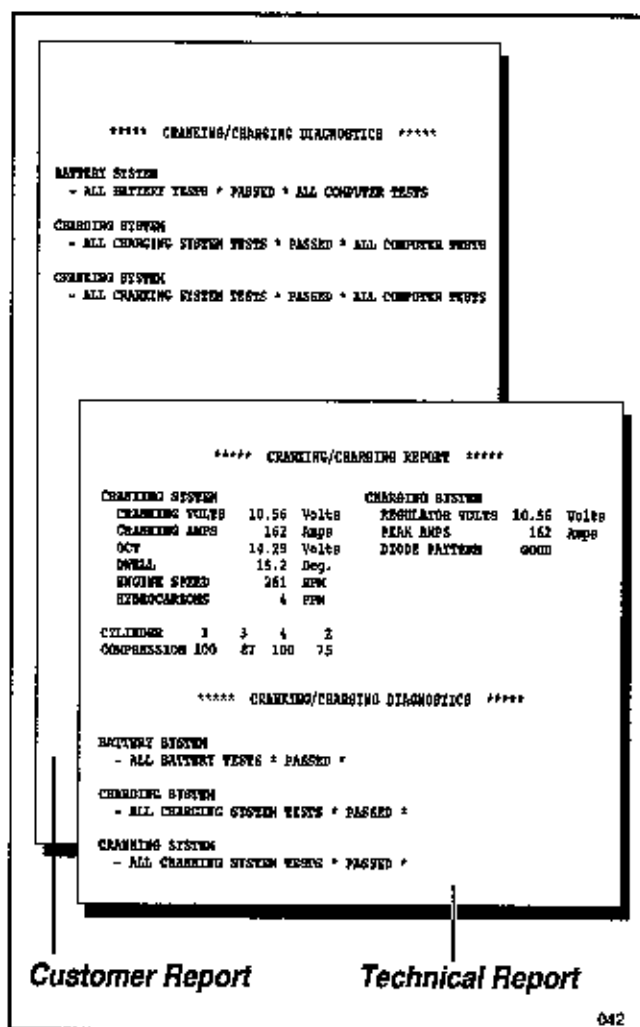 ***** CRANKING/CHARGING DIAGNOSTICS *****
BATTERY SYSTEM
- ALL BATTERY TESTS * PASSED * ALL COMPUTER TESTS
CHARGING SYSTEM
- ALL CHARGING SYSTEM TESTS * PASSED * ALL COMPUTER TESTS
CRANKING SYSTEM
- ALL CRANKING SYSTEM TESTS * PASSED * ALL COMPUTER TESTS
***** CRANKING/CHARGING REPORT *****
CRANKING SYSTEM CHARGING SYSTEM
CRANKING VOLTS 10.56 Volts REGULATOR VOLTS 10.56 Volts
CRANKING AMPS 162 Amps PEAK AMPS 162 Amps
14.29 Volts DIODE PATTERN GOOD
DWELL 15.2 Deg.
ENGINE SPEED 261 RPM
HYDROCARBONS 4 PPM
CYLINDER 1 3 4 2
COMPRESSION 100 87 100 75
***** CRANKING/CHARGING DIAGNOSTICS *****
BATTERY SYSTEM
- ALL BATTERY TESTS * PASSED *
CHARGING SYSTEM
- ALL CHARGING SYSTEM TESTS * PASSED *
CRANKING SYSTEM
- ALL CRANKING SYSTEM TESTS * PASSED *
Customer Report Technical Report
042